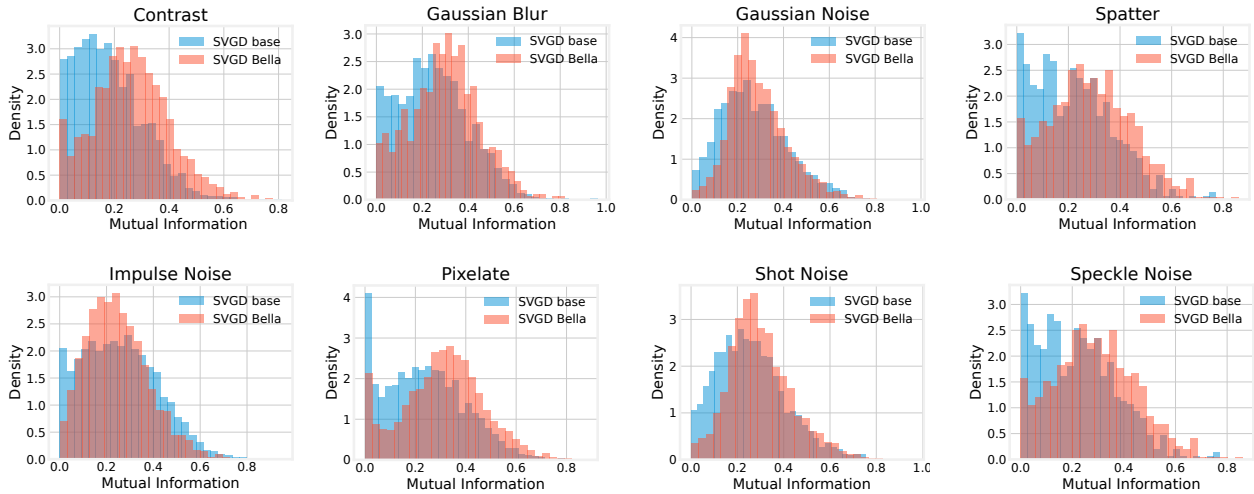 Contrast
SVGD base
SVGD Bella
Density
3.0
2.5
2.0
1.5
1.0
0.5
0.0
0.0 0.2 0.4 0.6 0.8
Mutual Information
Gaussian Blur
SVGD base
SVGD Bella
Density
3.0
2.5
2.0
1.5
1.0
0.5
0.0
0.0 0.2 0.4 0.6 0.8 1.0
Mutual Information
Gaussian Noise
SVGD base
SVGD Bella
Density
4
3
2
1
0
0.0 0.2 0.4 0.6 0.8 1.0
Mutual Information
Spatter
SVGD base
SVGD Bella
Density
3.0
2.5
2.0
1.5
1.0
0.5
0.0
0.0 0.2 0.4 0.6 0.8
Mutual Information
Impulse Noise
SVGD base
SVGD Bella
Density
3.0
2.5
2.0
1.5
1.0
0.5
0.0
0.0 0.2 0.4 0.6 0.8
Mutual Information
Pixelate
SVGD base
SVGD Bella
Density
4
3
2
1
0
0.0 0.2 0.4 0.6 0.8
Mutual Information
Shot Noise
SVGD base
SVGD Bella
Density
3
2
1
0
0.0 0.2 0.4 0.6 0.8 1.0
Mutual Information
Speckle Noise
SVGD base
SVGD Bella
Density
3.0
2.5
2.0
1.5
1.0
0.5
0.0
0.0 0.2 0.4 0.6 0.8
Mutual Information